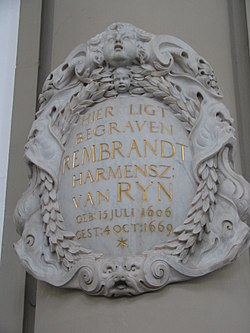 HIER LIGT
BEGRAVEN
REMBRANDT
HARMENSZ:
VAN RYN
GEB: 15 JULI 1606
GEST: 4 OCT: 1669